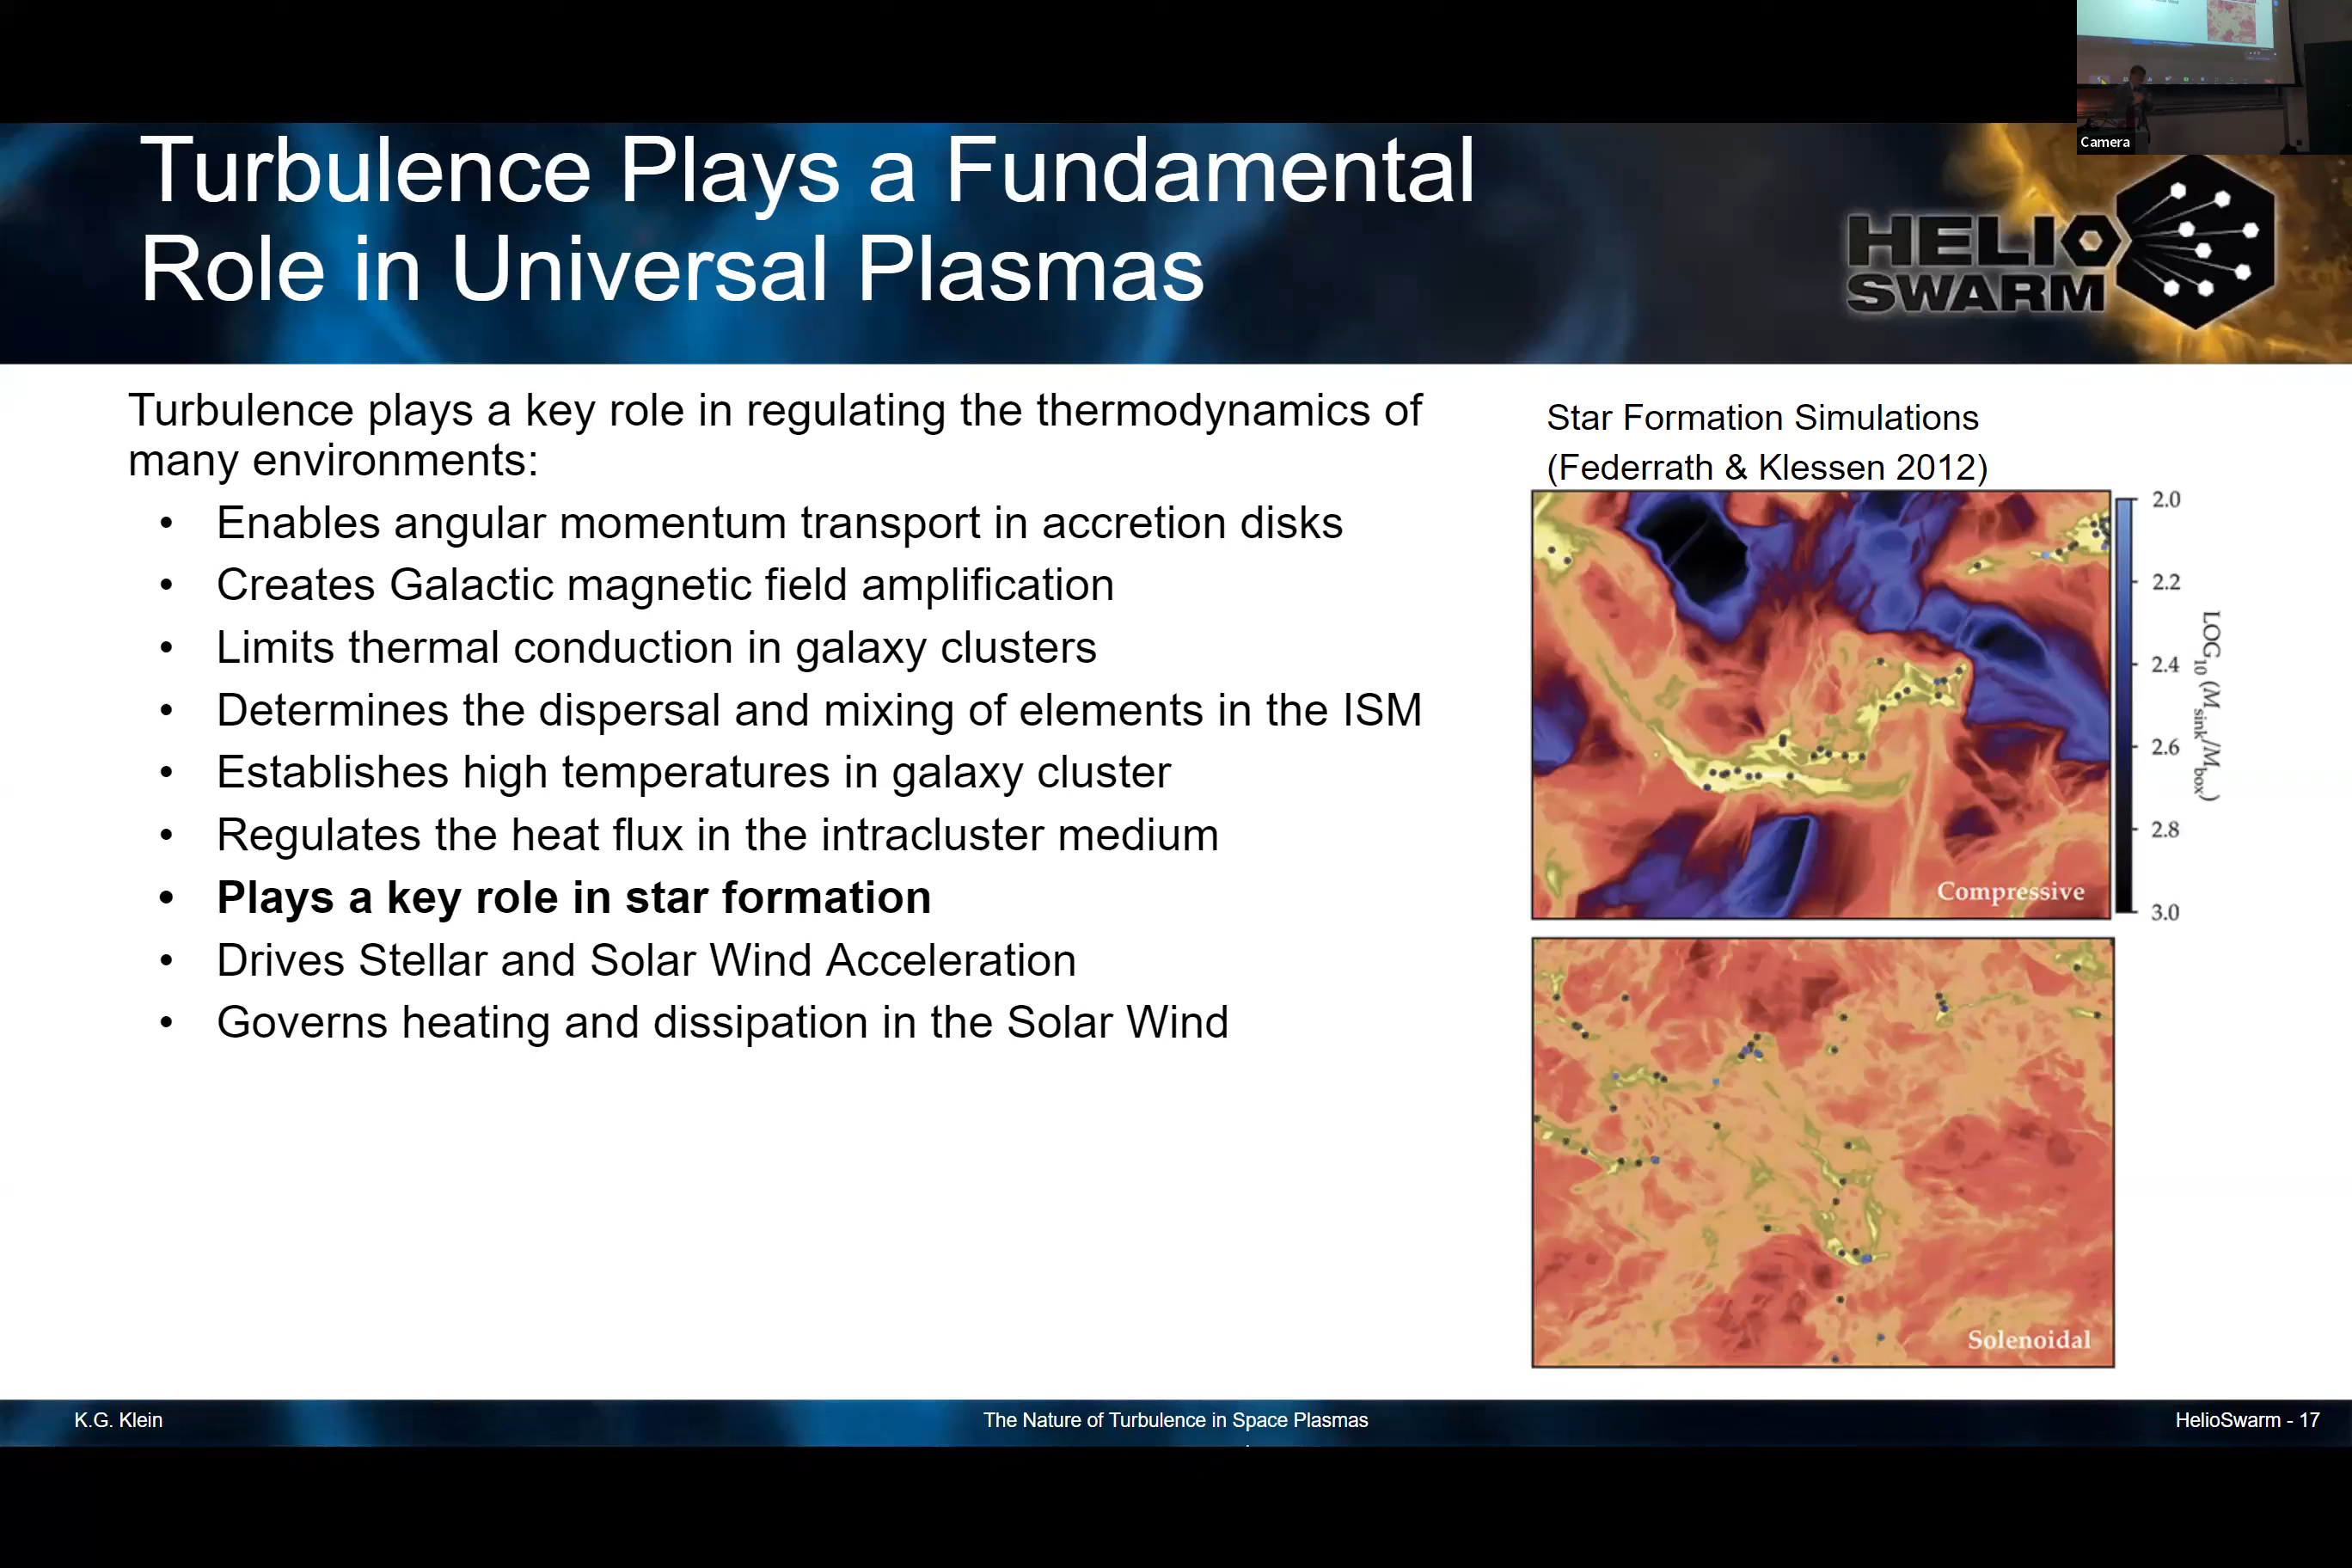 Camera
Turbulence Plays a Fundamental
Role in Universal Plasmas
HELIO
SWARM
Turbulence plays a key role in regulating the thermodynamics of
many environments:
• Enables angular momentum transport in accretion disks
• Creates Galactic magnetic field amplification
• Limits thermal conduction in galaxy clusters
• Determines the dispersal and mixing of elements in the ISM
• Establishes high temperatures in galaxy cluster
• Regulates the heat flux in the intracluster medium
• Plays a key role in star formation
• Drives Stellar and Solar Wind Acceleration
• Governs heating and dissipation in the Solar Wind
Star Formation Simulations
(Federrath & Klessen 2012)
2.0
2.2
2.4
2.6
2.8
3.0
LOG10 (Msink/Mbox)
Compressive
Solenoidal
K.G. Klein
The Nature of Turbulence in Space Plasmas
HelioSwarm - 17